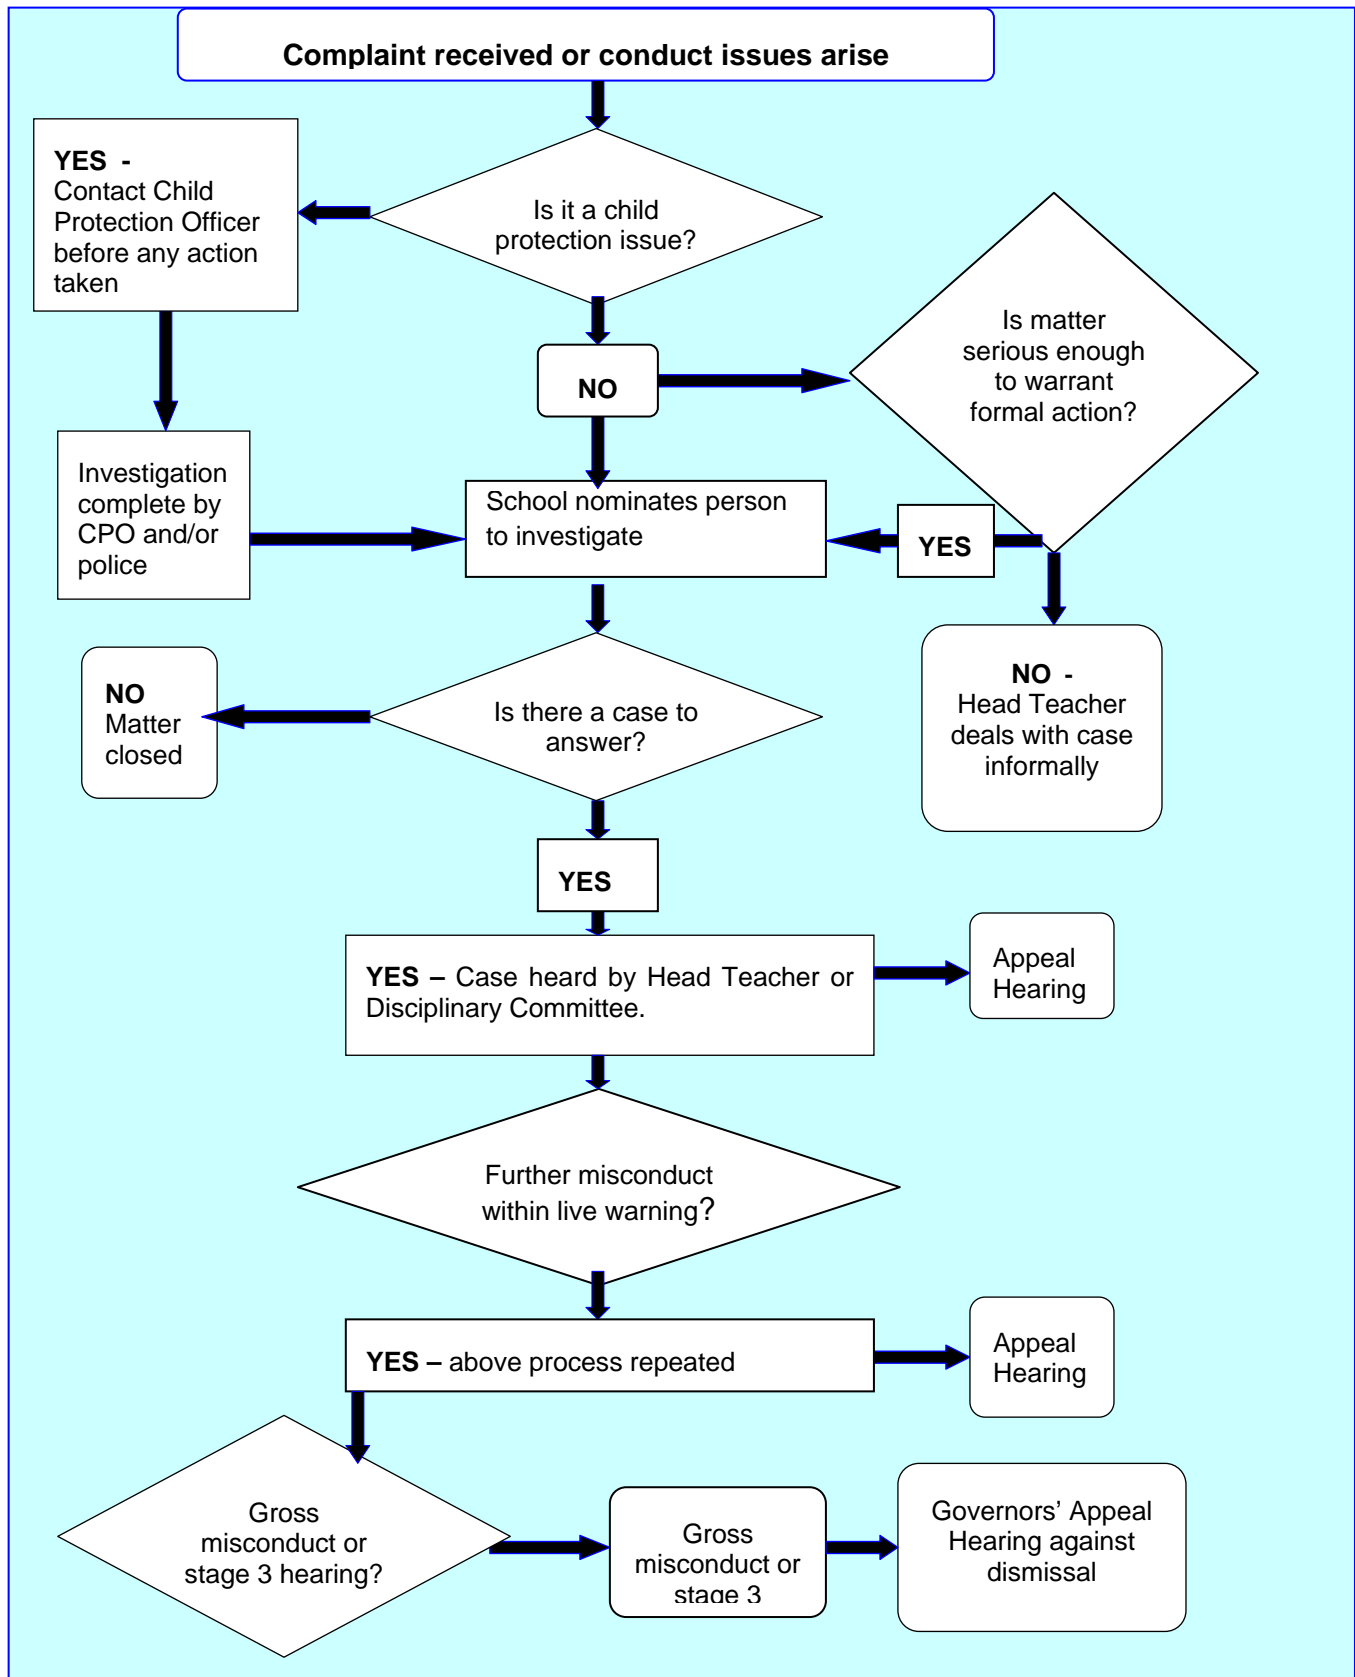 Complaint received or conduct issues arise
YES -
Contact Child
Protection Officer
before any action
taken
Is it a child
protection issue?
Is matter
serious enough
to warrant
formal action?
NO
Investigation
complete by
CPO and/or
police
School nominates person
to investigate
YES
NO
Matter
closed
Is there a case to
answer?
NO -
Head Teacher
deals with case
informally
YES
YES – Case heard by Head Teacher or
Disciplinary Committee.
Appeal
Hearing
Further misconduct
within live warning?
YES – above process repeated
Appeal
Hearing
Gross
misconduct or
stage 3 hearing?
Gross
misconduct or
stage 3
Governors’ Appeal
Hearing against
dismissal